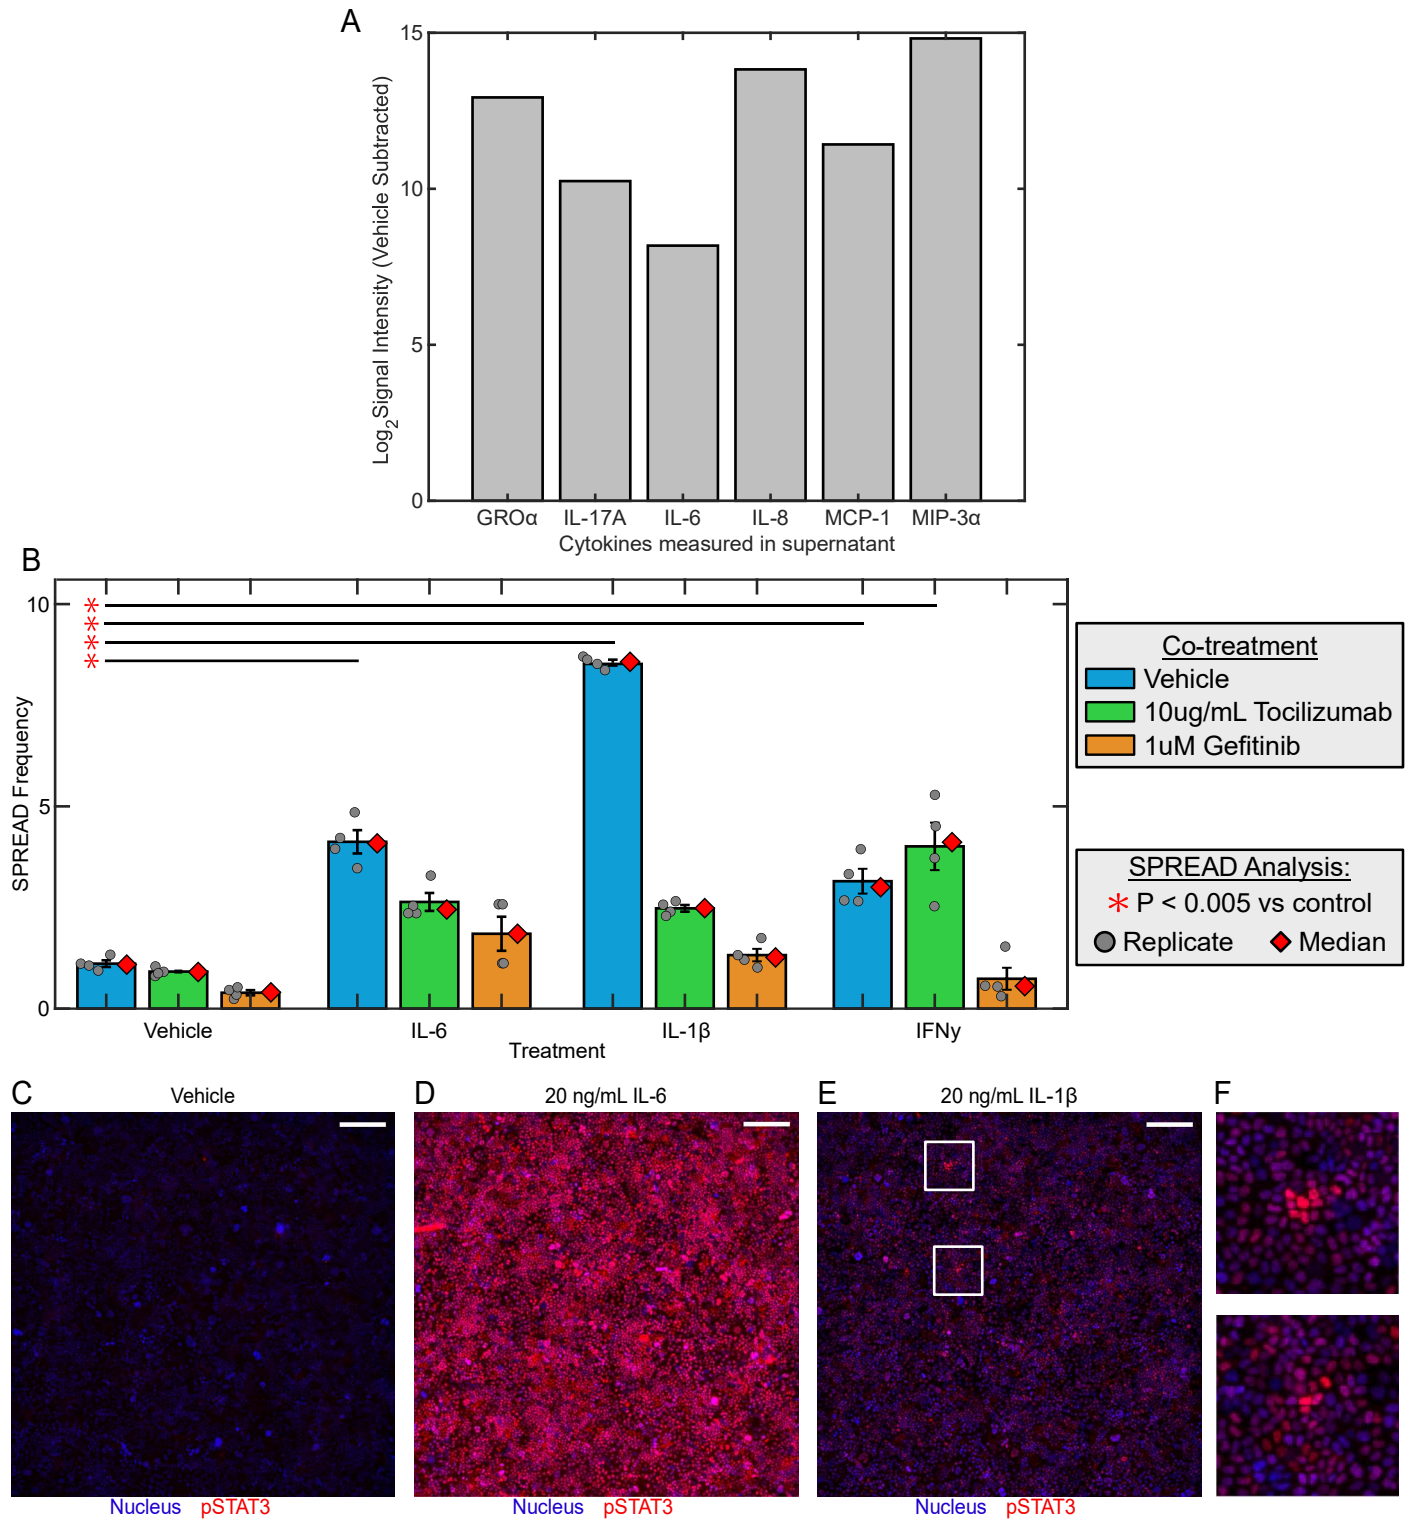 A
15
10
5
0
Log2Signal Intensity (Vehicle Subtracted)
GROα IL-17A IL-6 IL-8 MCP-1 MIP-3α
Cytokines measured in supernatant
B
10
5
0
SPREAD Frequency
Vehicle IL-6 IL-1β IFNy
Treatment
Co-treatment
Vehicle
10ug/mL Tocilizumab
1uM Gefitinib
SPREAD Analysis:
* P < 0.005 vs control
Replicate Median
C Vehicle
D 20 ng/mL IL-6
E 20 ng/mL IL-1β
F
Nucleus pSTAT3
Nucleus pSTAT3
Nucleus pSTAT3